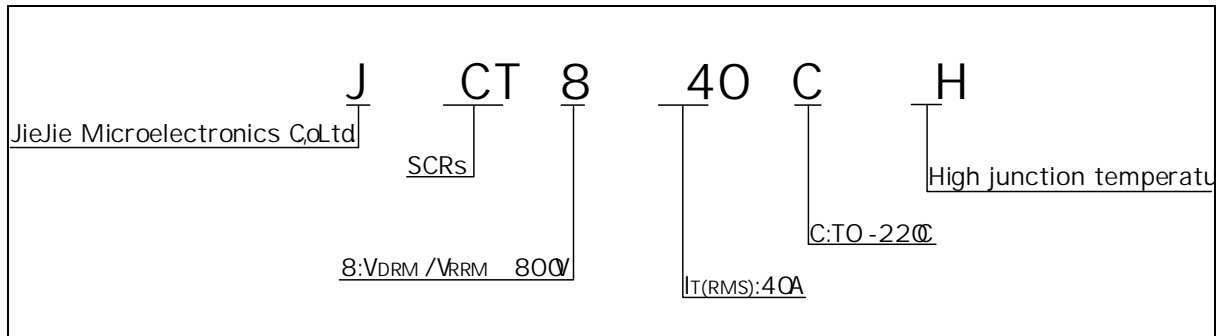 J CT 8 40 C H
JieJie Microelectronics C,oLtd
SCRs
High junction temperatu
C:TO-220C
8:VDRM/VRRM 800V
IT(RMS):40A